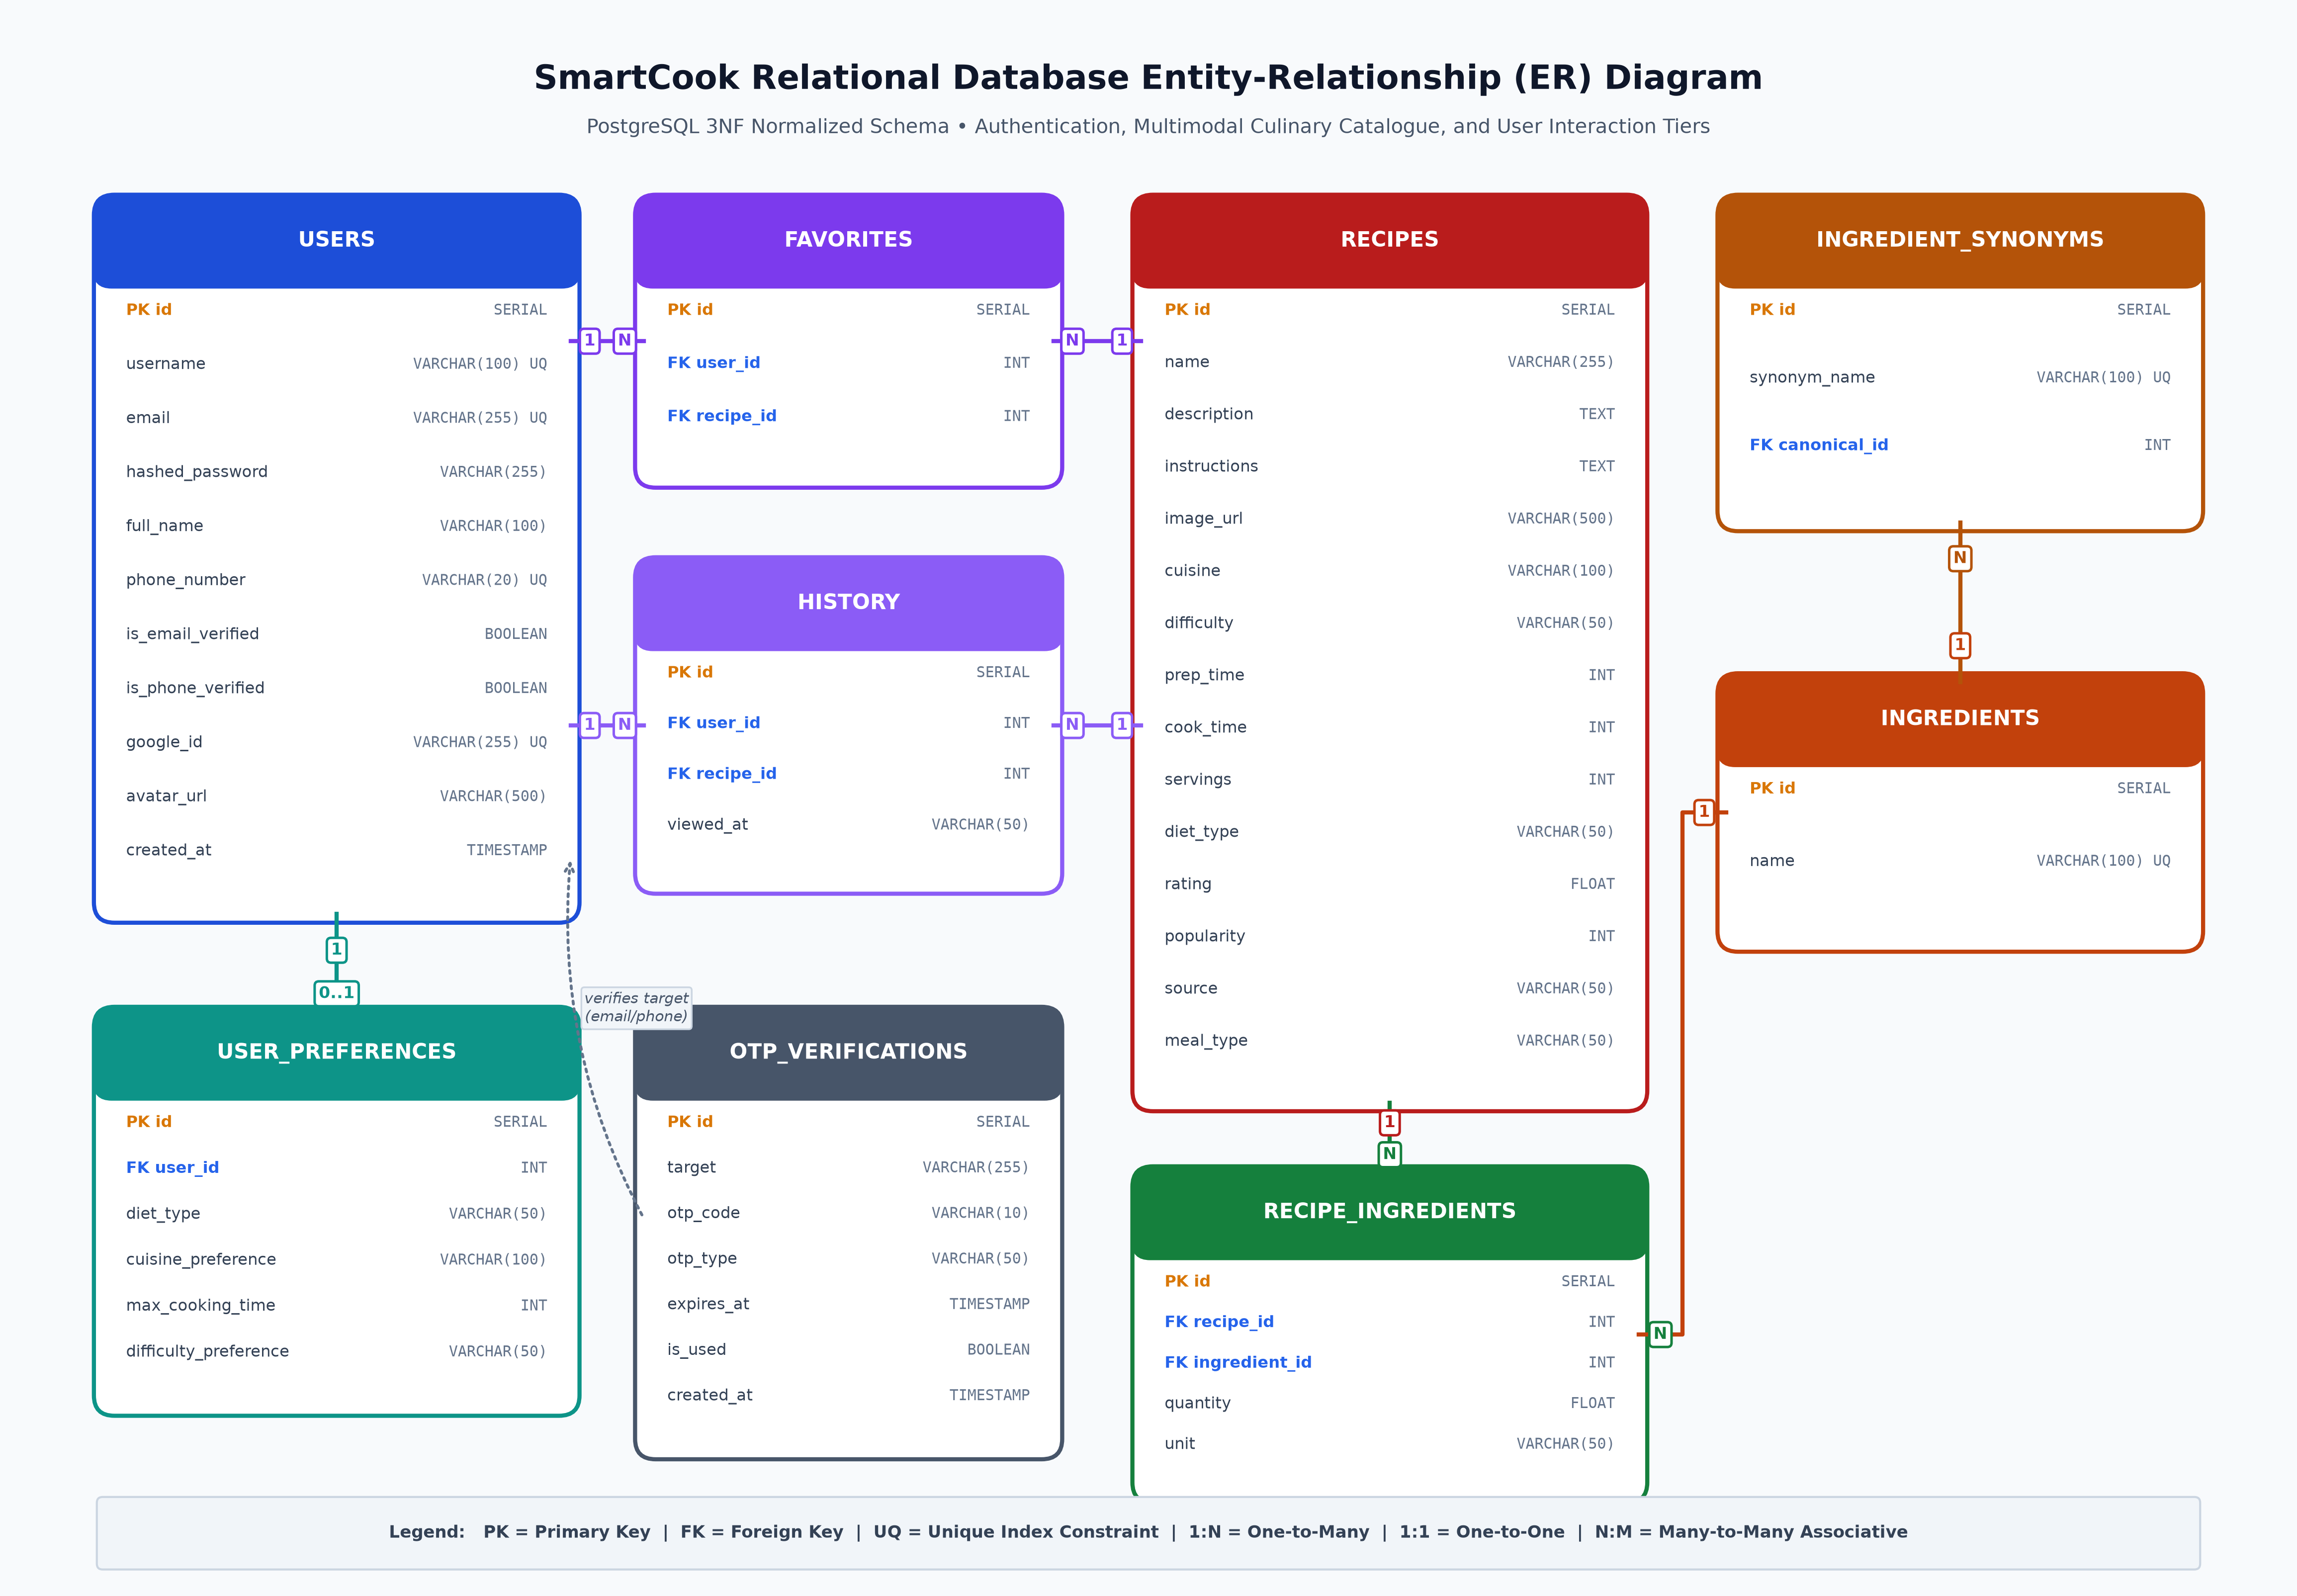 SmartCook Relational Database Entity-Relationship (ER) Diagram
PostgreSQL 3NF Normalized Schema • Authentication, Multimodal Culinary Catalogue, and User Interaction Tiers
USERS
PK id SERIAL
username VARCHAR(100) UQ
email VARCHAR(255) UQ
hashed_password VARCHAR(255)
full_name VARCHAR(100)
phone_number VARCHAR(20) UQ
is_email_verified BOOLEAN
is_phone_verified BOOLEAN
google_id VARCHAR(255) UQ
avatar_url VARCHAR(500)
created_at TIMESTAMP
1 N
1 N
FAVORITES
PK id SERIAL
FK user_id INT
FK recipe_id INT
N 1
HISTORY
PK id SERIAL
FK user_id INT
FK recipe_id INT
viewed_at VARCHAR(50)
N 1
RECIPES
PK id SERIAL
name VARCHAR(255)
description TEXT
instructions TEXT
image_url VARCHAR(500)
cuisine VARCHAR(100)
difficulty VARCHAR(50)
prep_time INT
cook_time INT
servings INT
diet_type VARCHAR(50)
rating FLOAT
popularity INT
source VARCHAR(50)
meal_type VARCHAR(50)
INGREDIENT_SYNONYMS
PK id SERIAL
synonym_name VARCHAR(100) UQ
FK canonical_id INT
N
1
INGREDIENTS
PK id SERIAL
1
name VARCHAR(100) UQ
1
0..1
USER_PREFERENCES
PK id SERIAL
FK user_id INT
diet_type VARCHAR(50)
cuisine_preference VARCHAR(100)
max_cooking_time INT
difficulty_preference VARCHAR(50)
verifies target
(email/phone)
OTP_VERIFICATIONS
PK id SERIAL
target VARCHAR(255)
otp_code VARCHAR(10)
otp_type VARCHAR(50)
expires_at TIMESTAMP
is_used BOOLEAN
created_at TIMESTAMP
1
N
RECIPE_INGREDIENTS
PK id SERIAL
FK recipe_id INT
N
FK ingredient_id INT
quantity FLOAT
unit VARCHAR(50)
Legend: PK = Primary Key | FK = Foreign Key | UQ = Unique Index Constraint | 1:N = One-to-Many | 1:1 = One-to-One | N:M = Many-to-Many Associative